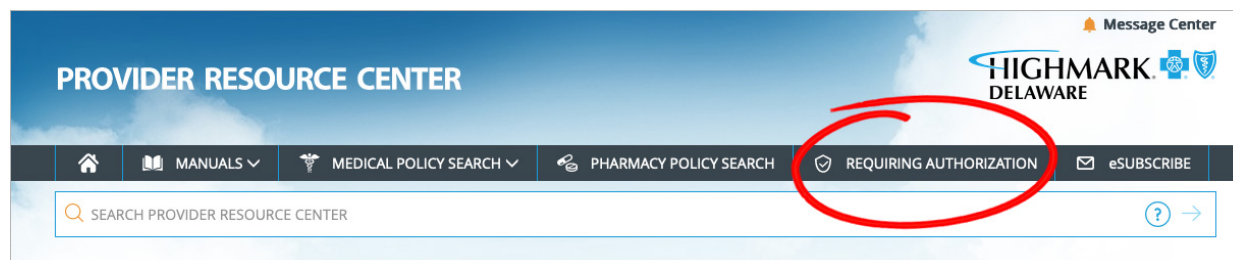 Message Center
PROVIDER RESOURCE CENTER
HIGHMARK.
DELAWARE
MANUALS
MEDICAL POLICY SEARCH
PHARMACY POLICY SEARCH
REQUIRING AUTHORIZATION
eSUBSCRIBE
SEARCH PROVIDER RESOURCE CENTER
?